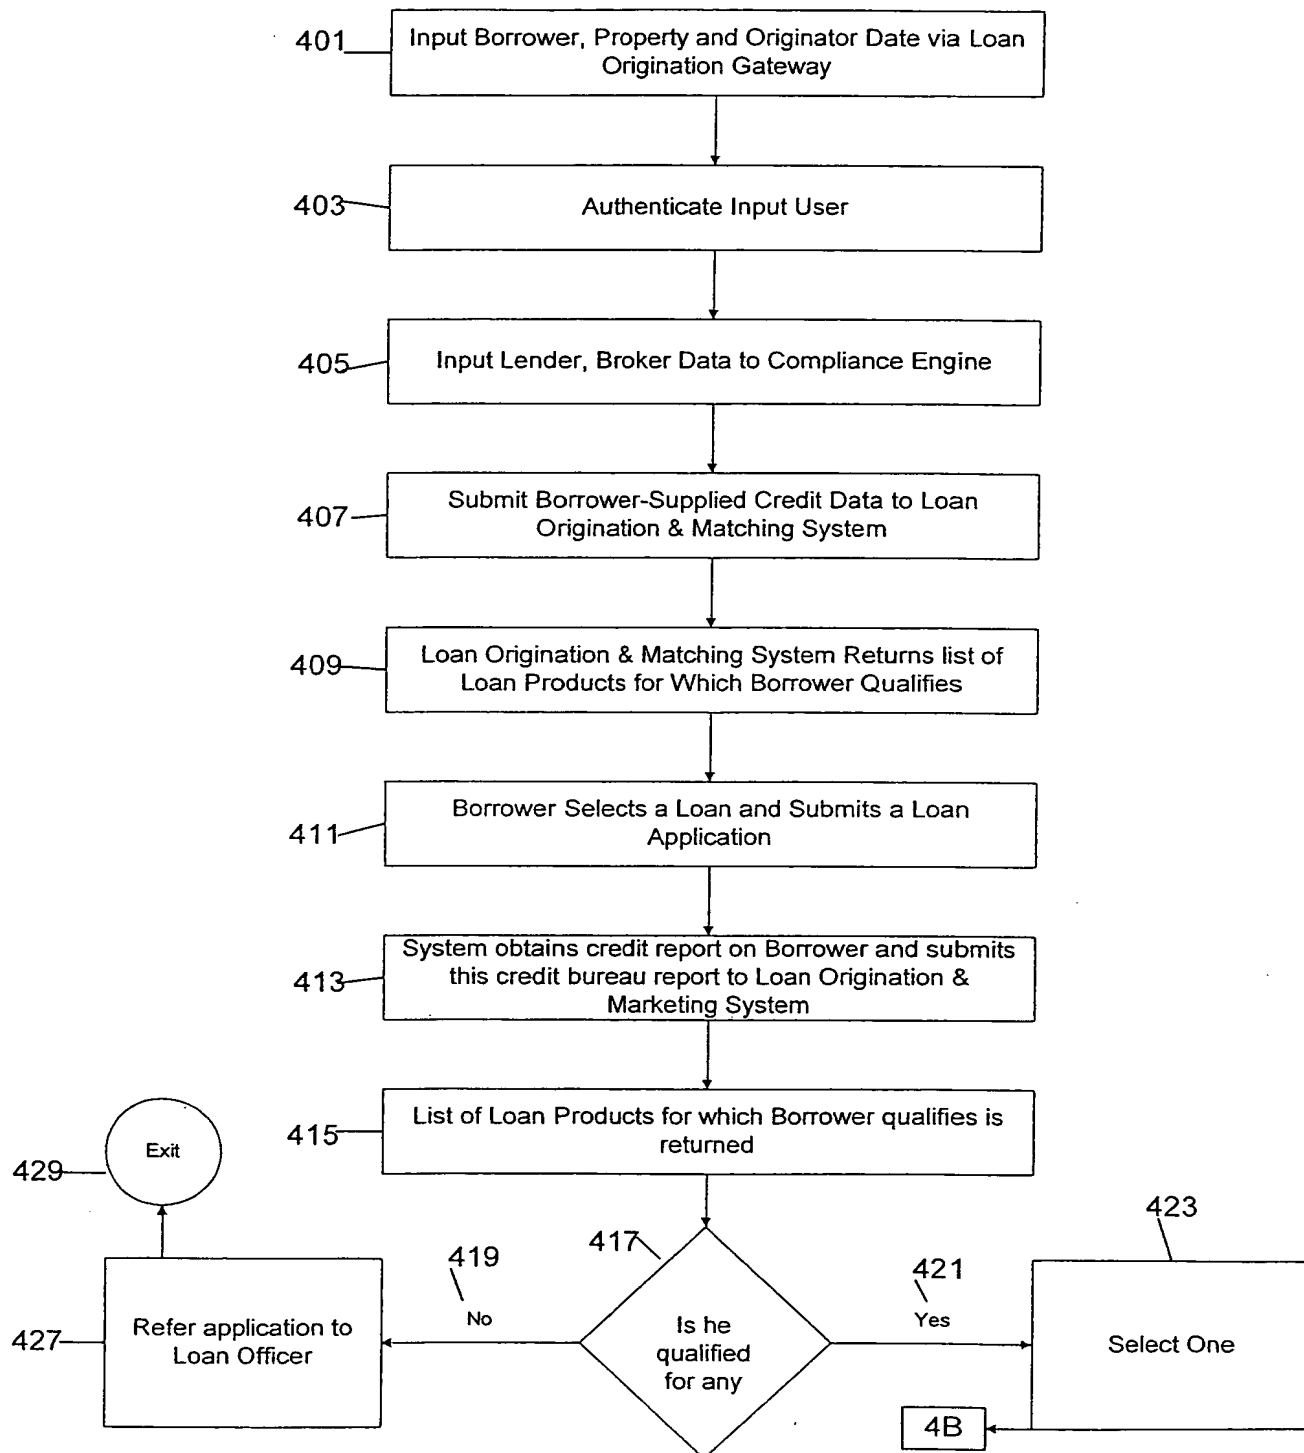 401
Input Borrower, Property and Originator Date via Loan
Origination Gateway
403
Authenticate Input User
405
Input Lender, Broker Data to Compliance Engine
407
Submit Borrower-Supplied Credit Data to Loan
Origination & Matching System
409
Loan Origination & Matching System Returns list of
Loan Products for Which Borrower Qualifies
411
Borrower Selects a Loan and Submits a Loan
Application
413
System obtains credit report on Borrower and submits
this credit bureau report to Loan Origination &
Marketing System
415
List of Loan Products for which Borrower qualifies is
returned
Exit
429
417
419
No
421
Yes
423
427
Refer application to
Loan Officer
Is he
qualified
for any
Select One
4B